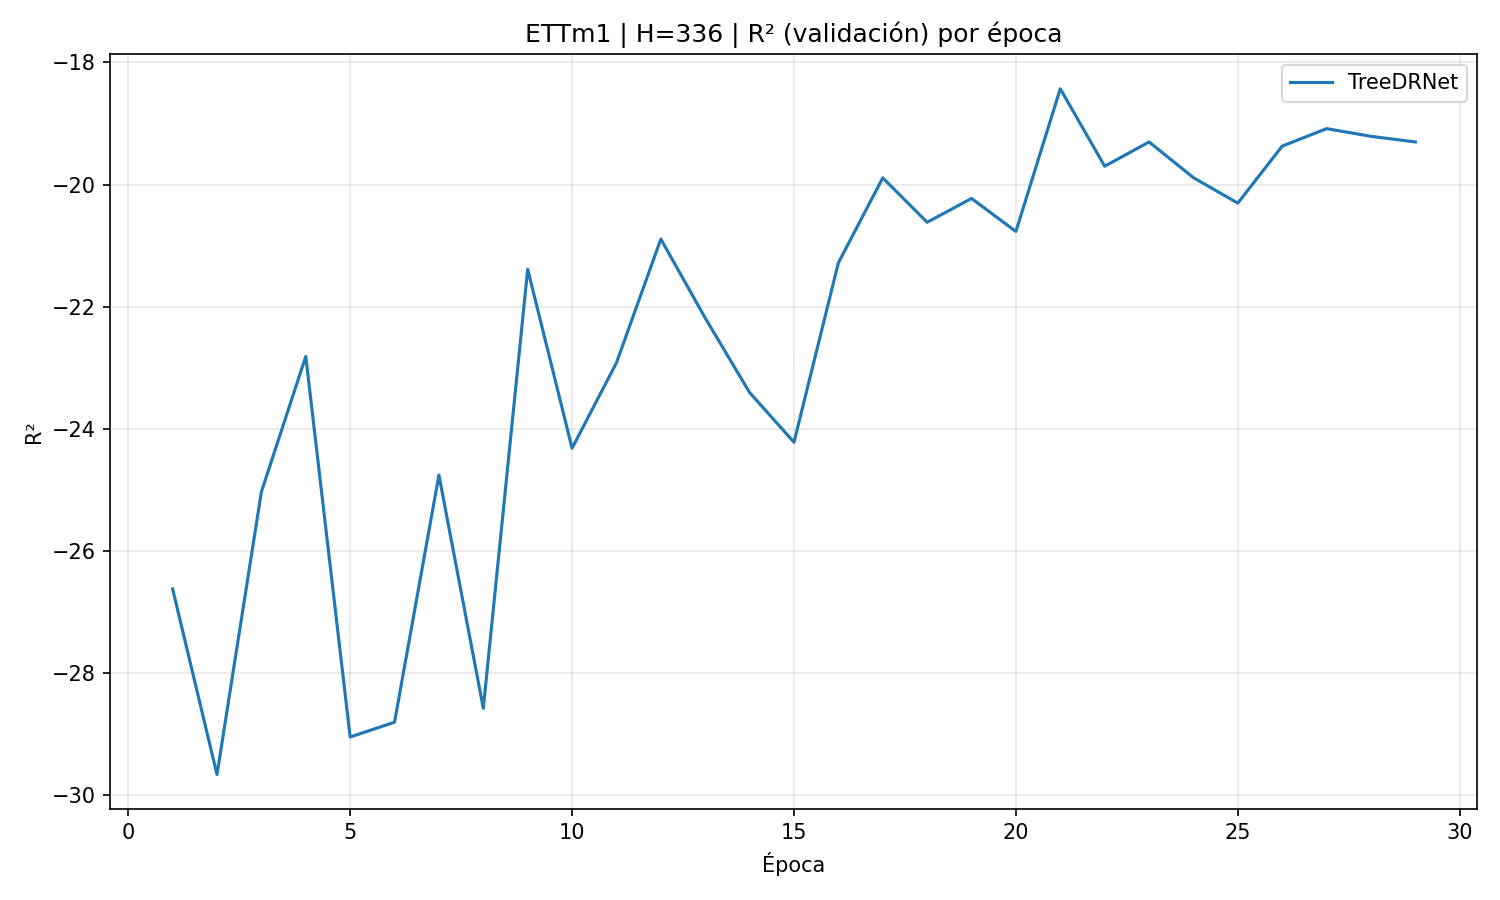 ETTm1 | H=336 | R² (validación) por época
TreeDRNet
−18
−20
−22
−24
−26
−28
−30
R²
0 5 10 15 20 25 30
Época